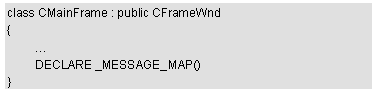 class CMainFrame : public CFrameWnd
{
...
DECLARE _MESSAGE_MAP()
}